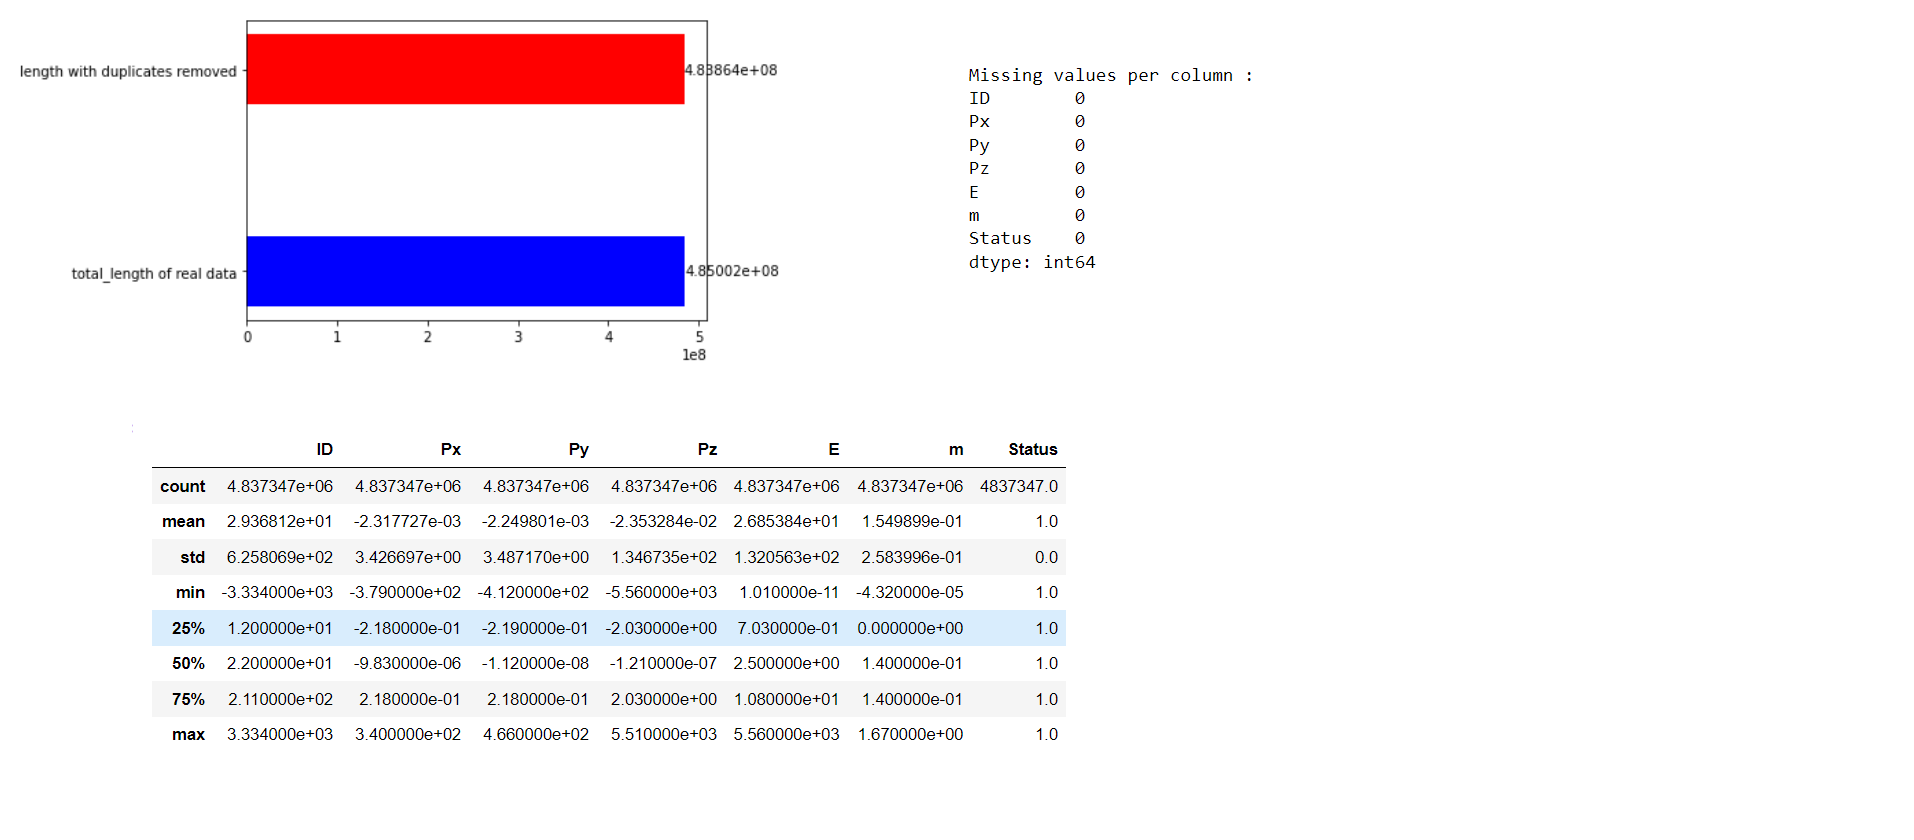 length with duplicates removed
4.83864e+08
total_length of real data
4.85002e+08
0 1 2 3 4 5
1e8
Missing values per column :
ID 0
Px 0
Py 0
Pz 0
E 0
m 0
Status 0
dtype: int64
ID Px Py Pz E m Status
count 4.837347e+06 4.837347e+06 4.837347e+06 4.837347e+06 4.837347e+06 4.837347e+06 4837347.0
mean 2.936812e+01 -2.317727e-03 -2.249801e-03 -2.353284e-02 2.685384e+01 1.549899e-01 1.0
std 6.258069e+02 3.426697e+00 3.487170e+00 1.346735e+02 1.320563e+02 2.583996e-01 0.0
min -3.334000e+03 -3.790000e+02 -4.120000e+02 -5.560000e+03 1.010000e-11 -4.320000e-05 1.0
25% 1.200000e+01 -2.180000e-01 -2.190000e-01 -2.030000e+00 7.030000e-01 0.000000e+00 1.0
50% 2.200000e+01 -9.830000e-06 -1.120000e-08 -1.210000e-07 2.500000e+00 1.400000e-01 1.0
75% 2.110000e+02 2.180000e-01 2.180000e-01 2.030000e+00 1.080000e+01 1.400000e-01 1.0
max 3.334000e+03 3.400000e+02 4.660000e+02 5.510000e+03 5.560000e+03 1.670000e+00 1.0